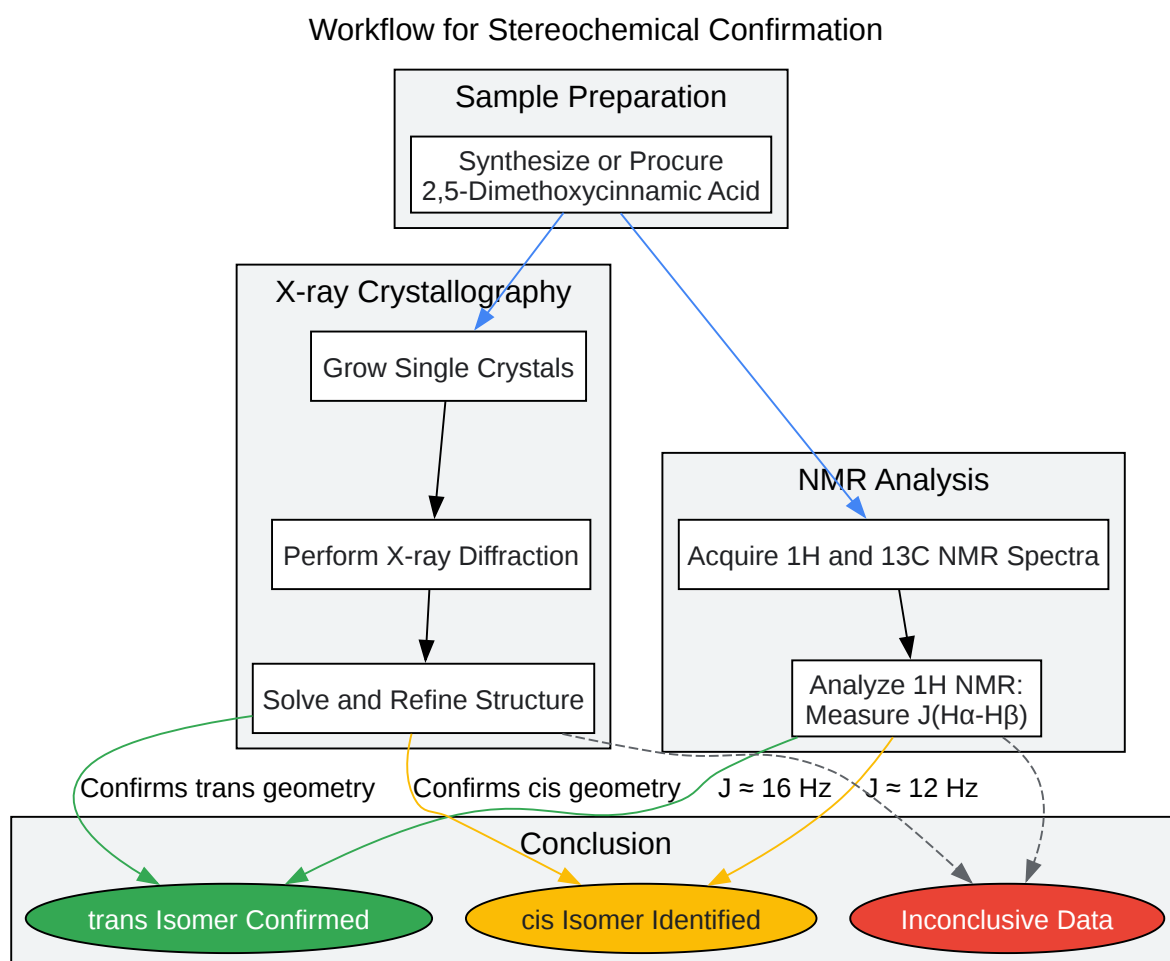 Workflow for Stereochemical Confirmation
Sample Preparation
Synthesize or Procure
2,5-Dimethoxycinnamic Acid
X-ray Crystallography
Grow Single Crystals
Perform X-ray Diffraction
Solve and Refine Structure
NMR Analysis
Acquire 1H and 13C NMR Spectra
Analyze 1H NMR:
Measure J(Hα-Hβ)
Confirms trans geometry
Confirms cis geometry
J ≈ 16 Hz
J ≈ 12 Hz
Conclusion
trans Isomer Confirmed
cis Isomer Identified
Inconclusive Data